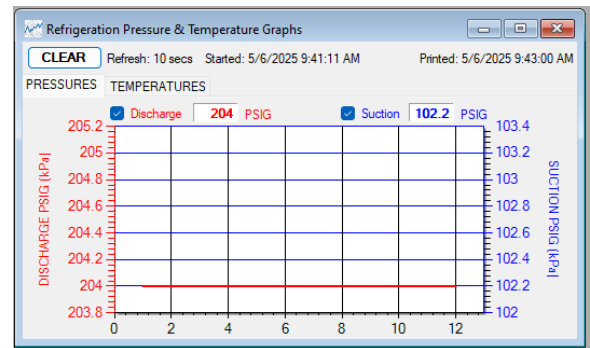 Refrigeration Pressure & Temperature Graphs
CLEAR Refresh: 10 secs Started: 5/6/2025 9:41:11 AM Printed: 5/6/2025 9:43:00 AM
PRESSURES TEMPERATURES
Discharge 204 PSIG Suction 102.2 PSIG
205.2 103.4
205 103.2
204.8 103
204.6 102.8
204.4 102.6
204.2 102.4
204 102.2
203.8 102
0 2 4 6 8 10 12
DISCHARGE PSIG (kPa)
SUCTION PSIG (kPa)